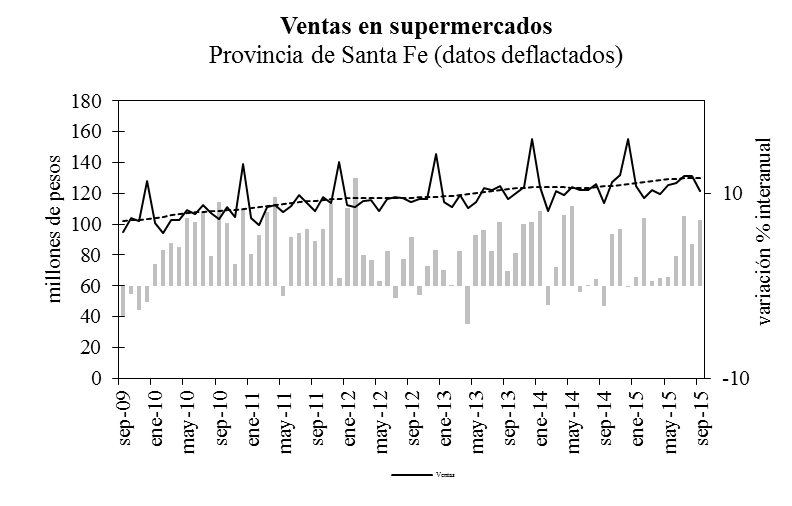 Ventas en supermercados
Provincia de Santa Fe (datos deflactados)
180
160
140
120
100
80
60
40
20
0
millones de pesos
10
-10
variación % interanual
sep-09
ene-10
may-10
sep-10
ene-11
may-11
sep-11
ene-12
may-12
sep-12
ene-13
may-13
sep-13
ene-14
may-14
sep-14
ene-15
may-15
sep-15
Ventas